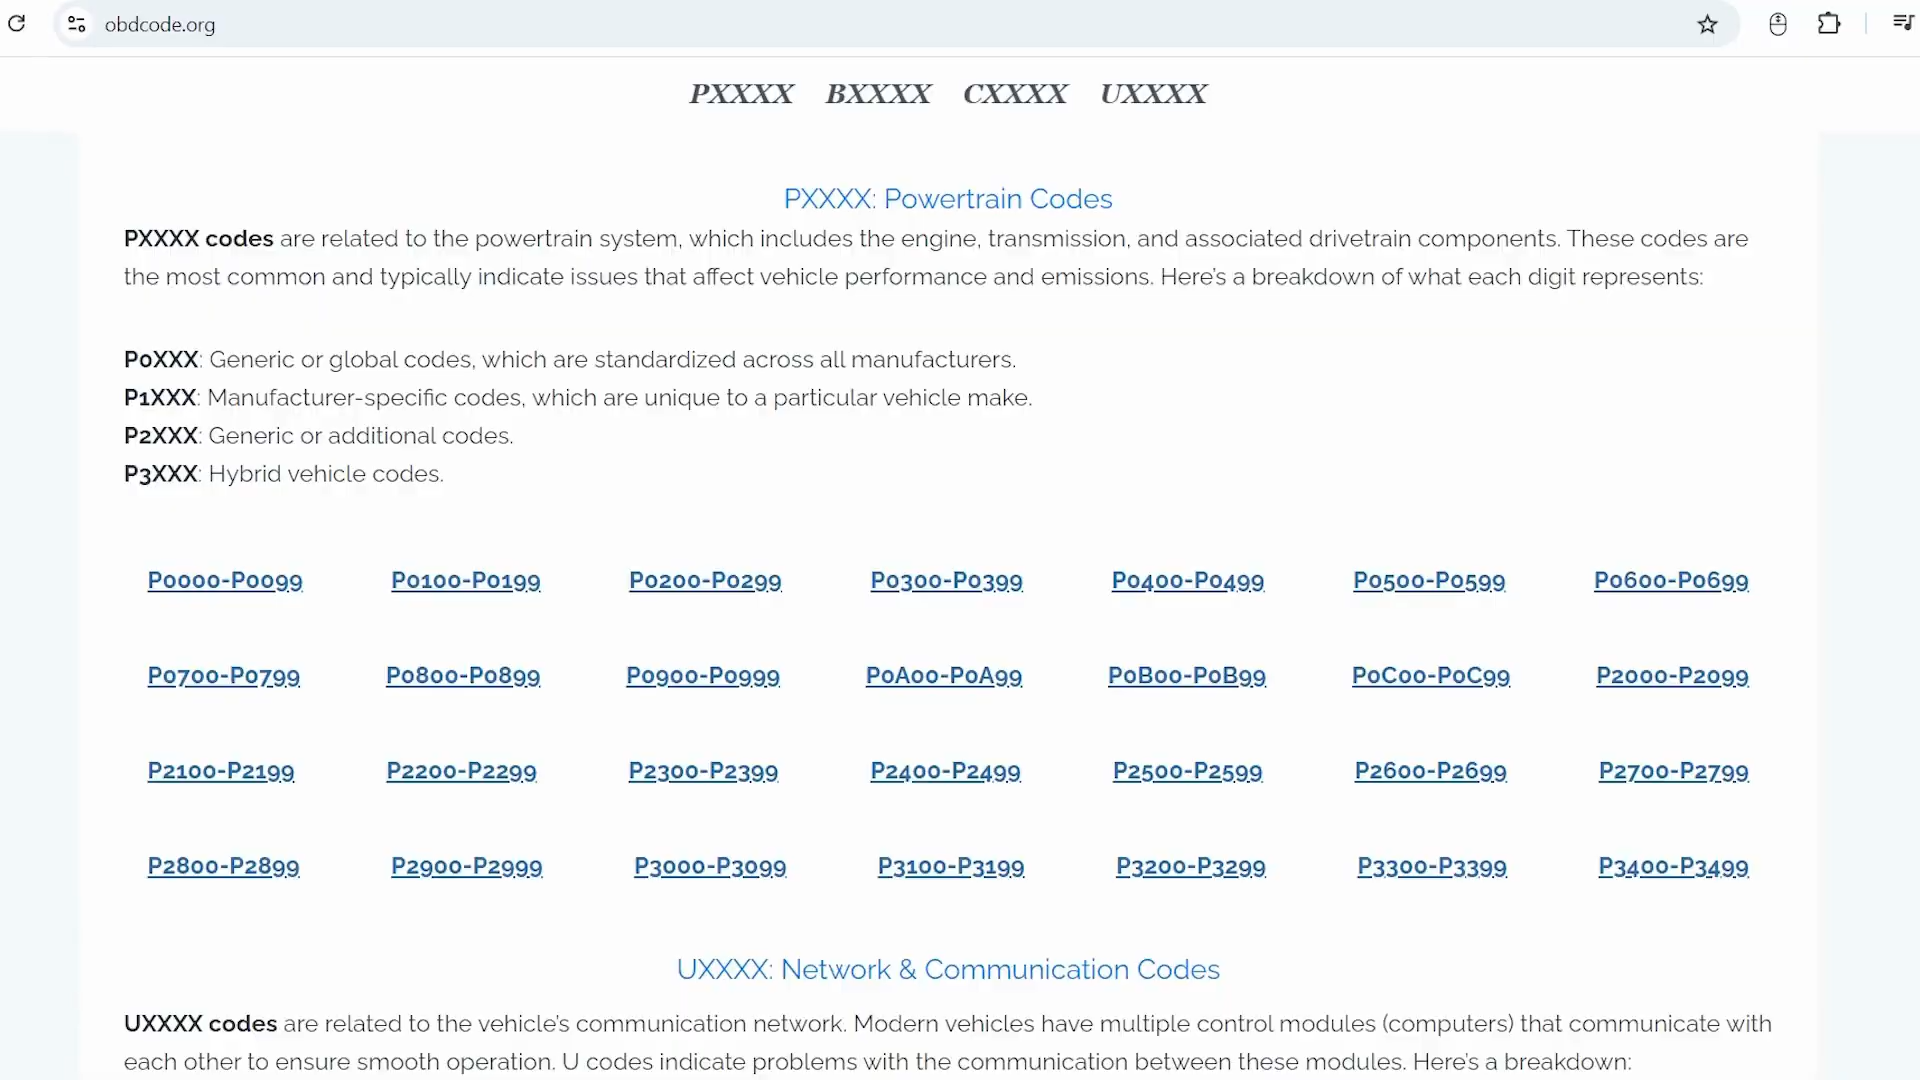 obdcode.org
PXXXX BXXXX CXXXX UXXXX
PXXXX: Powertrain Codes
PXXXX codes are related to the powertrain system, which includes the engine, transmission, and associated drivetrain components. These codes are
the most common and typically indicate issues that affect vehicle performance and emissions. Here's a breakdown of what each digit represents:
P0XXX: Generic or global codes, which are standardized across all manufacturers.
P1XXX: Manufacturer-specific codes, which are unique to a particular vehicle make.
P2XXX: Generic or additional codes.
P3XXX: Hybrid vehicle codes.
P0000-P0099 P0100-P0199 P0200-P0299 P0300-P0399 P0400-P0499 P0500-P0599 P0600-P0699
P0700-P0799 P0800-P0899 P0900-P0999 P0A00-P0A99 P0B00-P0B99 P0C00-P0C99 P2000-P2099
P2100-P2199 P2200-P2299 P2300-P2399 P2400-P2499 P2500-P2599 P2600-P2699 P2700-P2799
P2800-P2899 P2900-P2999 P3000-P3099 P3100-P3199 P3200-P3299 P3300-P3399 P3400-P3499
UXXXX: Network & Communication Codes
UXXXX codes are related to the vehicle's communication network. Modern vehicles have multiple control modules (computers) that communicate with
each other to ensure smooth operation. U codes indicate problems with the communication between these modules. Here's a breakdown: